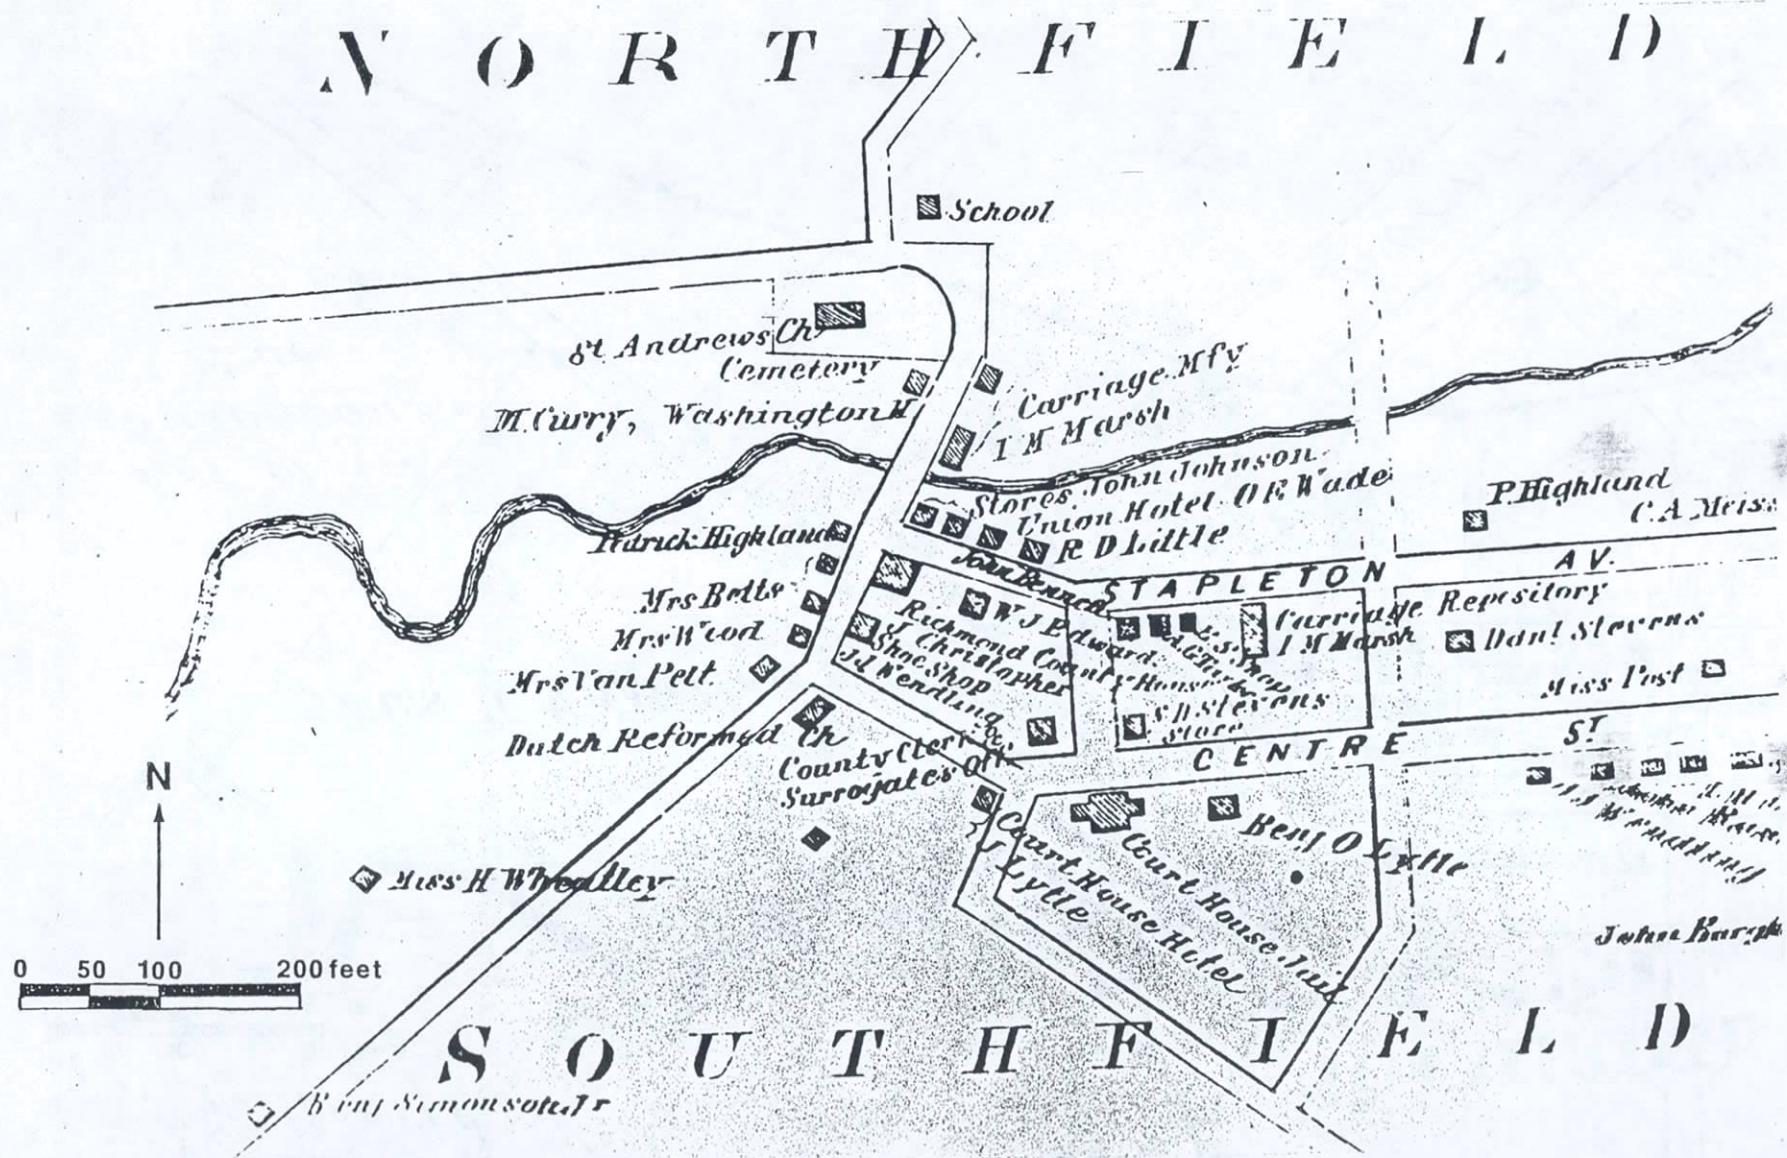 NORTHFIELD
School
St. Andrews Ch
Cemetery
M. Curry, Washington H
Carriage Mfy
I M Marsh
Stores John Johnson
Union Hotel O E Wade
R D Little
P. Highland
C. A Meiss
Highland
STAPLETON AV.
Mrs Betts
Mrs Wood
Mrs Van Pelt
W J Edward
Richmond County House
J. Christopher
Shoe Shop
J. J Wendling
Carriage Repository
I M Marsh
Danl Stevens
Miss Post
S D Stevens
Store
Dutch Reformed Ch
County Clerk &
Surrogate's Off
CENTRE ST
Court House Hotel
J Lytle
Court House Jail
Benj O Lytle
Miss H Wheatley
N
0 50 100 200 feet
John
SOUTHFIELD
Benj Simonson Jr